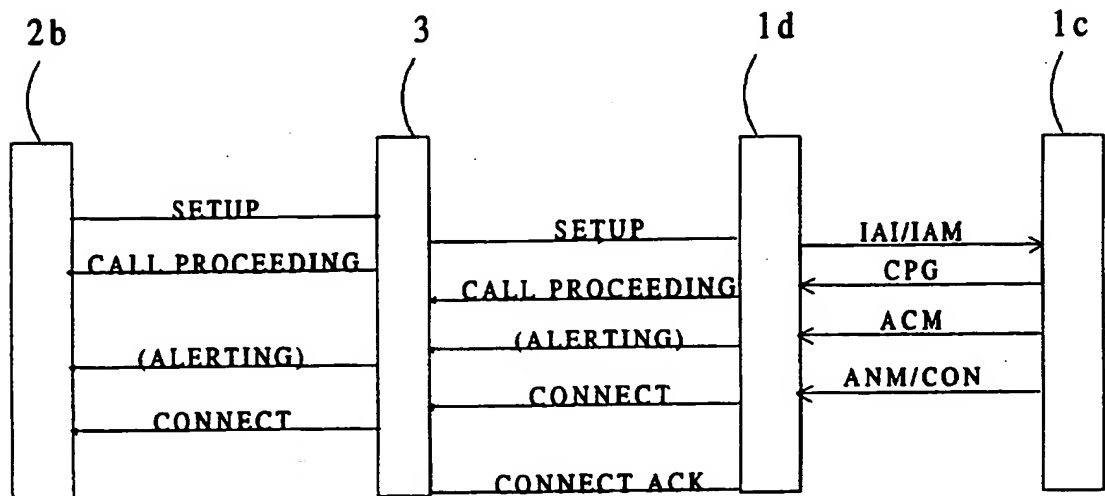 2b
3
1d
1c
SETUP
SETUP
IAI/IAM
CALL PROCEEDING
CPG
CALL PROCEEDING
(ALERTING)
ACM
(ALERTING)
CONNECT
ANM/CON
CONNECT
CONNECT ACK